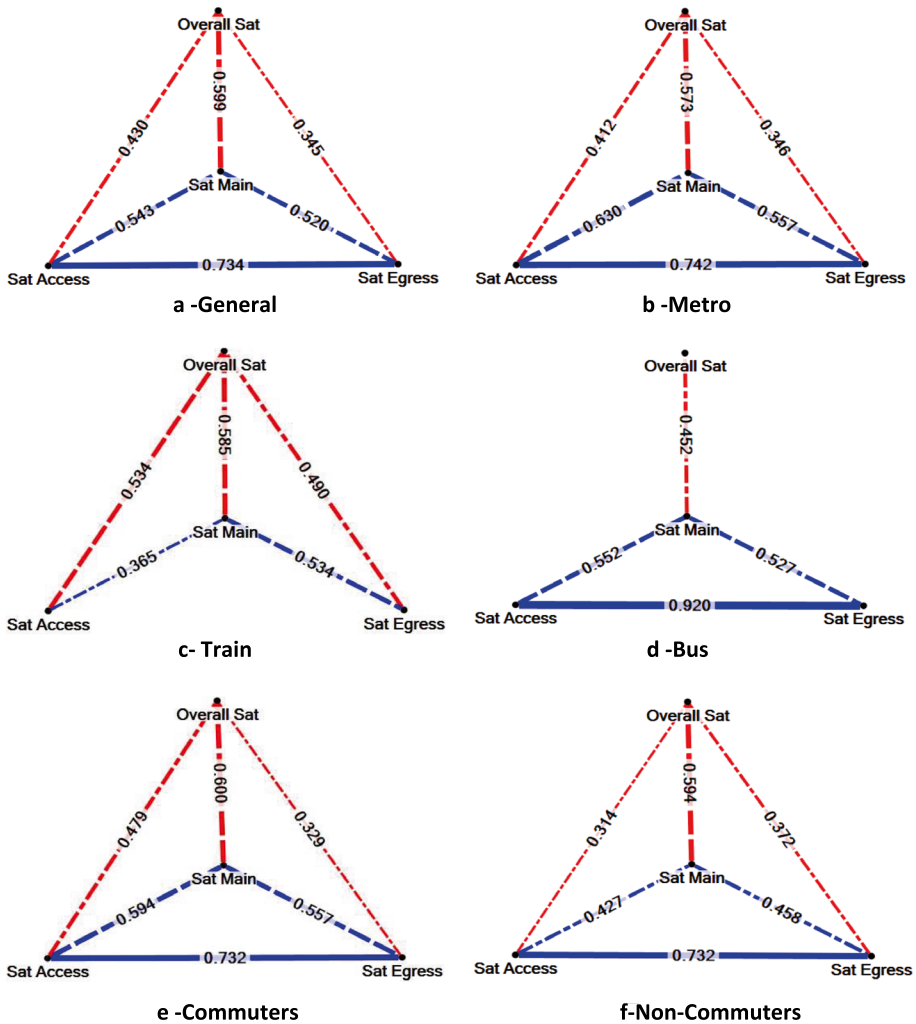 Overall Sat
0.599
0.430
0.345
Sat Main
0.543
0.520
0.734
Sat Access
Sat Egress
a -General
Overall Sat
0.573
0.412
0.346
Sat Main
0.630
0.557
0.742
Sat Access
Sat Egress
b -Metro
Overall Sat
0.585
0.534
0.490
Sat Main
0.365
0.534
Sat Access
Sat Egress
c- Train
Overall Sat
0.452
Sat Main
0.552
0.527
0.920
Sat Access
Sat Egress
d -Bus
Overall Sat
0.600
0.479
0.329
Sat Main
0.594
0.557
0.732
Sat Access
Sat Egress
e -Commuters
Overall Sat
0.594
0.314
0.372
Sat Main
0.427
0.458
0.732
Sat Access
Sat Egress
f-Non-Commuters